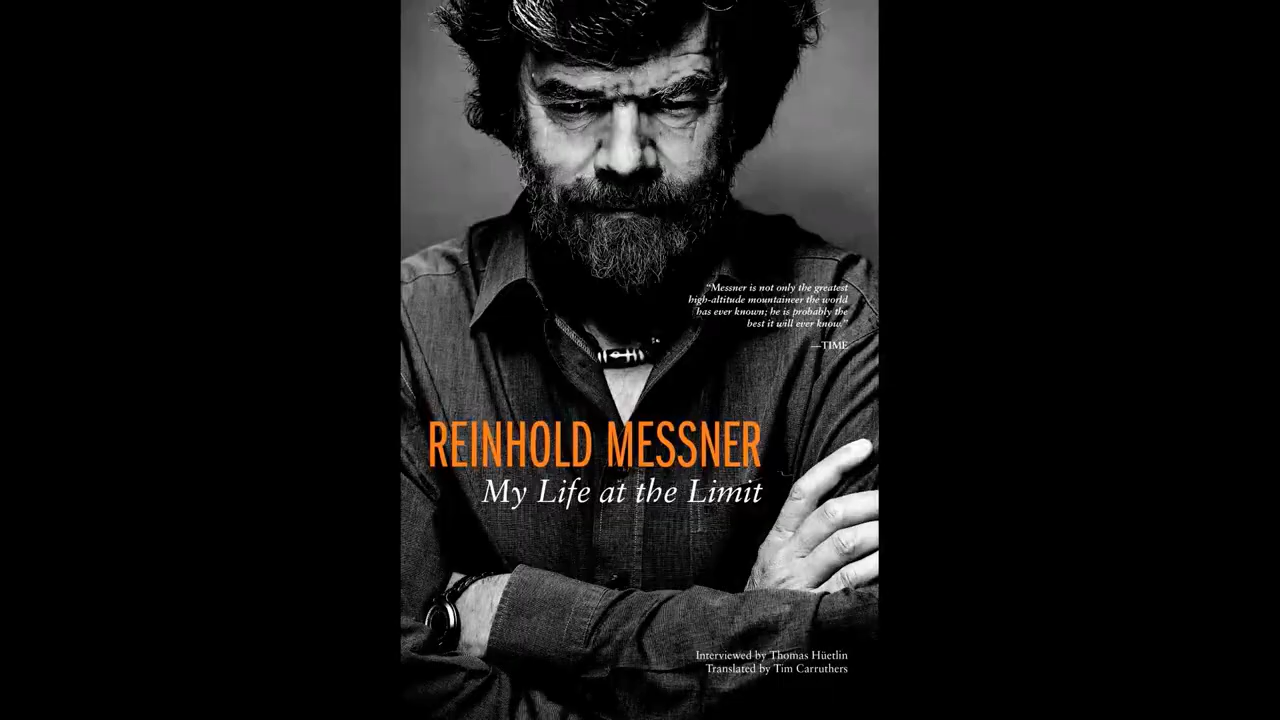 “Messner is not only the greatest
high-altitude mountaineer the world
has ever known; he is probably the
best it will ever know.”
—TIME
REINHOLD MESSNER
My Life at the Limit
Interviewed by Thomas Hüetlin
Translated by Tim Carruthers